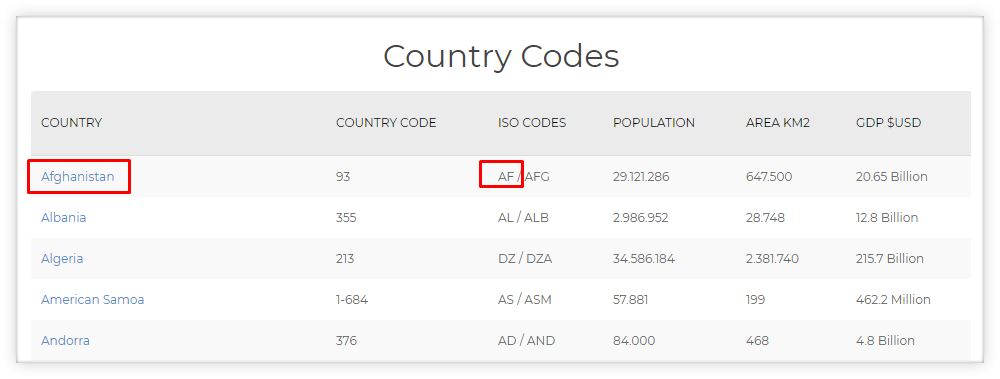 Country Codes
COUNTRY COUNTRY CODE ISO CODES POPULATION AREA KM2 GDP $USD
Afghanistan 93 AF / AFG 29.121.286 647.500 20.65 Billion
Albania 355 AL / ALB 2.986.952 28.748 12.8 Billion
Algeria 213 DZ / DZA 34.586.184 2.381.740 215.7 Billion
American Samoa 1-684 AS / ASM 57.881 199 462.2 Million
Andorra 376 AD / AND 84.000 468 4.8 Billion